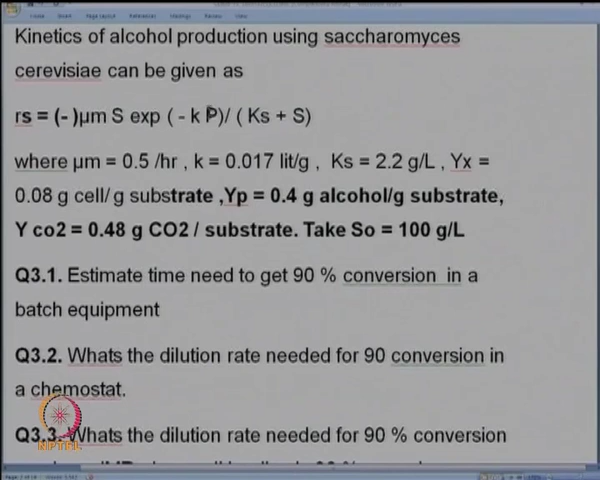 Kinetics of alcohol production using saccharomyces
cerevisiae can be given as
rs = (-)μm S exp ( - k P)/ ( Ks + S)
where μm = 0.5 /hr , k = 0.017 lit/g , Ks = 2.2 g/L , Yx =
0.08 g cell/ g substrate ,Yp = 0.4 g alcohol/g substrate,
Y co2 = 0.48 g CO2 / substrate. Take So = 100 g/L
Q3.1. Estimate time need to get 90 % conversion in a
batch equipment
Q3.2. Whats the dilution rate needed for 90 conversion in
a chemostat.
Q3.3. Whats the dilution rate needed for 90 % conversion
NPTEL